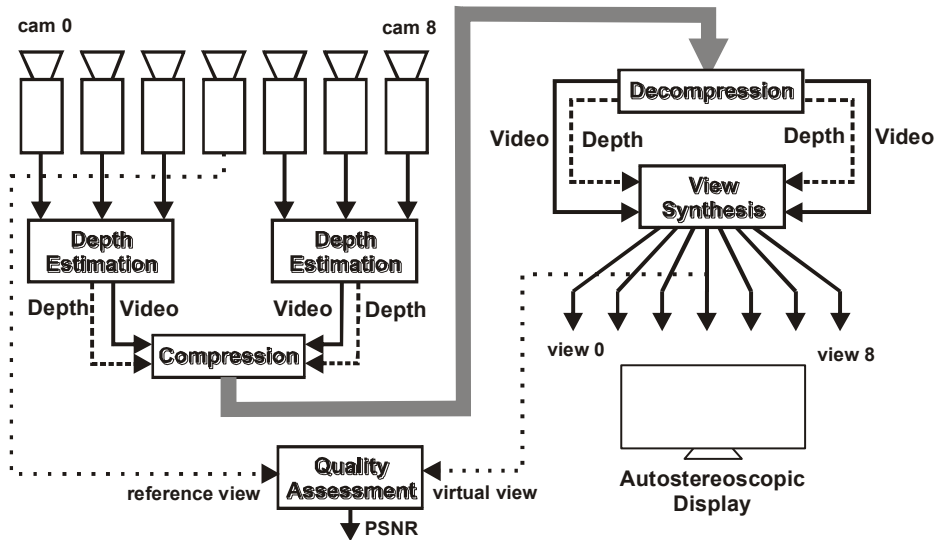 cam 0
cam 8
Decompression
Video
Depth
Depth
Video
View
Synthesis
Depth
Estimation
Depth
Estimation
Depth
Video
Video
Depth
Compression
view 0
view 8
Quality
Assessment
reference view
virtual view
PSNR
Autostereoscopic
Display